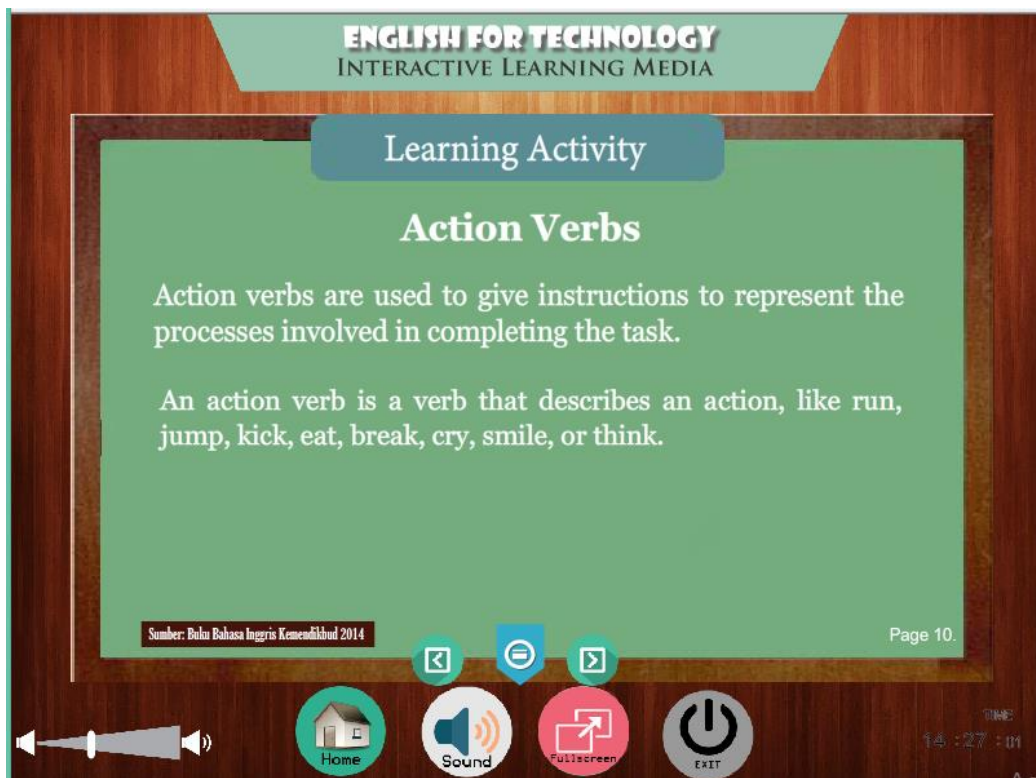 ENGLISH FOR TECHNOLOGY
INTERACTIVE LEARNING MEDIA
Learning Activity
Action Verbs
Action verbs are used to give instructions to represent the
processes involved in completing the task.
An action verb is a verb that describes an action, like run,
jump, kick, eat, break, cry, smile, or think.
Sumber: Buku Bahasa Inggris Kemendikbud 2014
Page 10.
Home
Sound
Fullscreen
EXIT
TIME
14 : 27 : 01